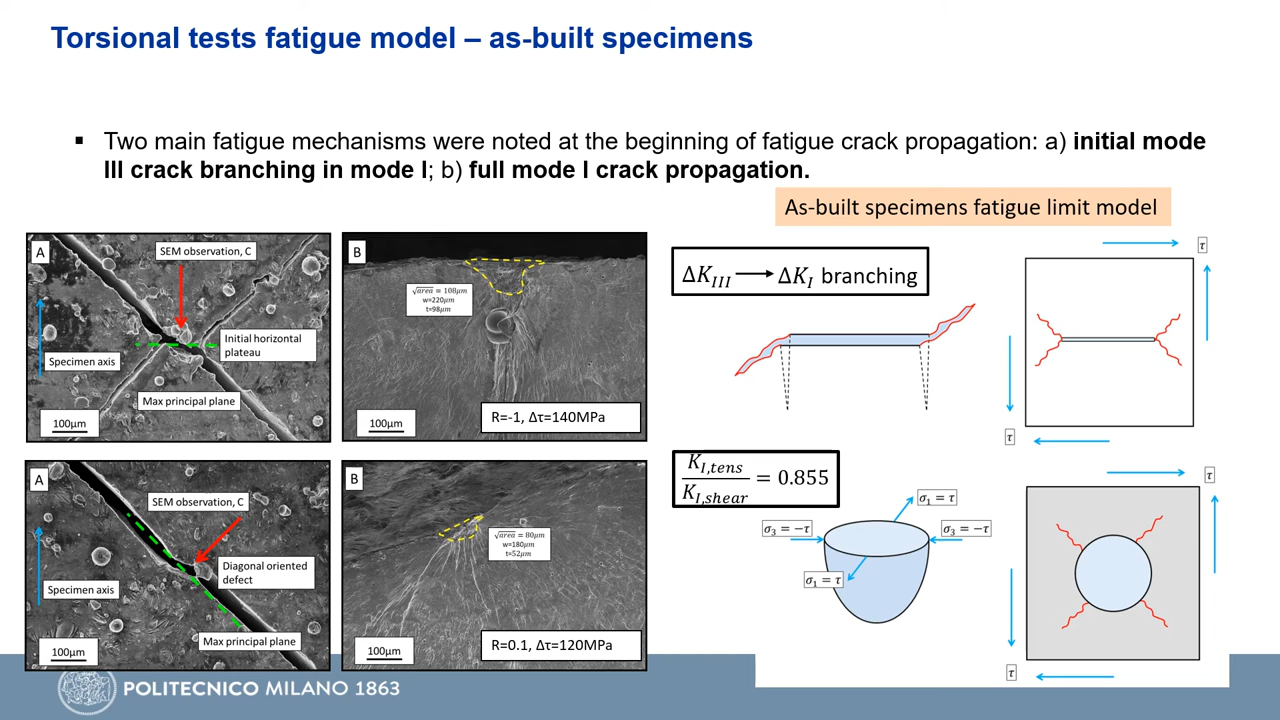 Torsional tests fatigue model – as-built specimens
▪ Two main fatigue mechanisms were noted at the beginning of fatigue crack propagation: a) initial mode
III crack branching in mode I; b) full mode I crack propagation.
As-built specimens fatigue limit model
A
SEM observation, C
Specimen axis
Initial horizontal
plateau
Max principal plane
100μm
B
√area = 108μm
w=220μm
t=98μm
100μm
R=-1, Δτ=140MPa
ΔK_III → ΔK_I branching
τ
τ
A
SEM observation, C
Specimen axis
Diagonal oriented
defect
Max principal plane
100μm
B
√area = 80μm
w=180μm
t=52μm
100μm
R=0.1, Δτ=120MPa
K_I,tens / K_I,shear = 0.855
σ₁ = τ
σ₃ = −τ
σ₃ = −τ
σ₁ = τ
τ
τ
POLITECNICO MILANO 1863